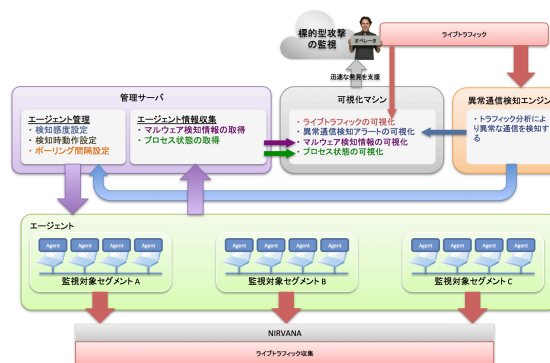 標的型攻撃
の監視
オペレータ
ライブトラフィック
迅速な発見を支援
管理サーバ
可視化マシン
異常通信検知エンジン
エージェント管理
・検知感度設定
・検知時動作設定
・ポーリング間隔設定
エージェント情報収集
・マルウェア検知情報の取得
・プロセス状態の取得
・ライブトラフィックの可視化
・異常通信検知アラートの可視化
・マルウェア検知情報の可視化
・プロセス状態の可視化
・トラフィック分析によ
り異常な通信を検知す
る
エージェント
Agent Agent Agent Agent
監視対象セグメント A
Agent Agent Agent Agent
監視対象セグメント B
Agent Agent Agent Agent
監視対象セグメント C
NIRVANA
ライブトラフィック収集